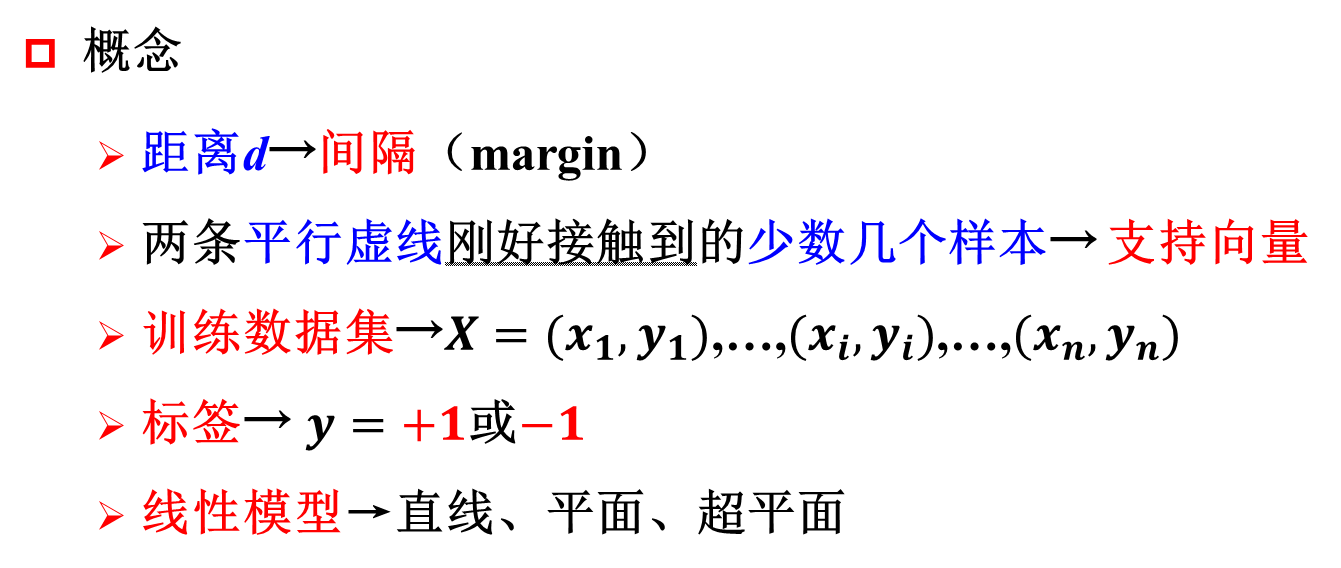 概念
距离d→间隔（margin）
两条平行虚线刚好接触到的少数几个样本→ 支持向量
训练数据集→X = (x₁, y₁),…,(xᵢ, yᵢ),…,(xₙ, yₙ)
标签→ y = +1或−1
线性模型→直线、平面、超平面